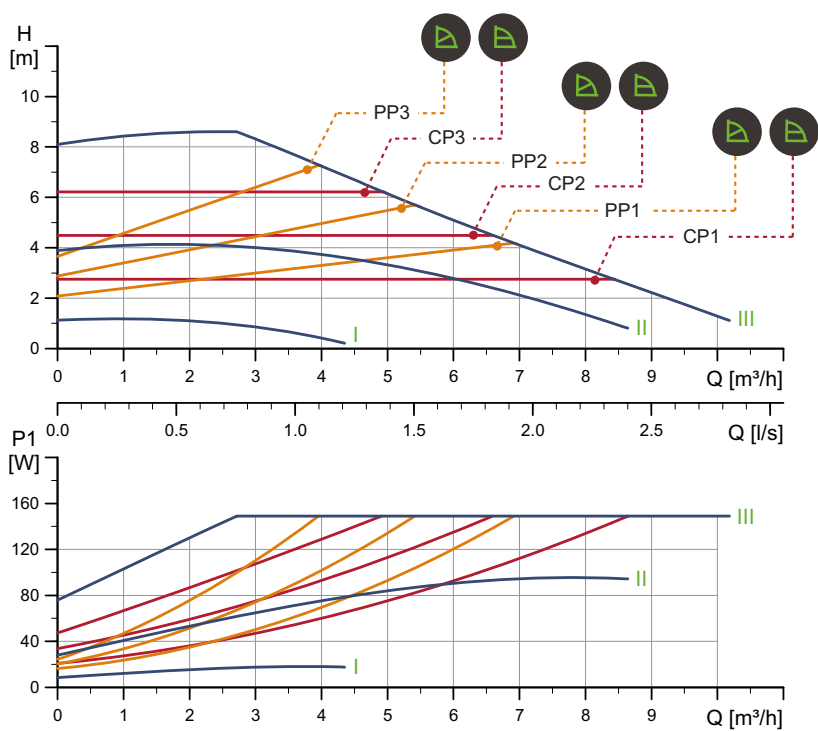 H
[m]
10
8
6
4
2
0
PP3
CP3
PP2
CP2
PP1
CP1
I
II
III
0 1 2 3 4 5 6 7 8 9 Q [m³/h]
0.0 0.5 1.0 1.5 2.0 2.5 Q [l/s]
P1
[W]
160
120
80
40
0
III
II
I
0 1 2 3 4 5 6 7 8 9 Q [m³/h]